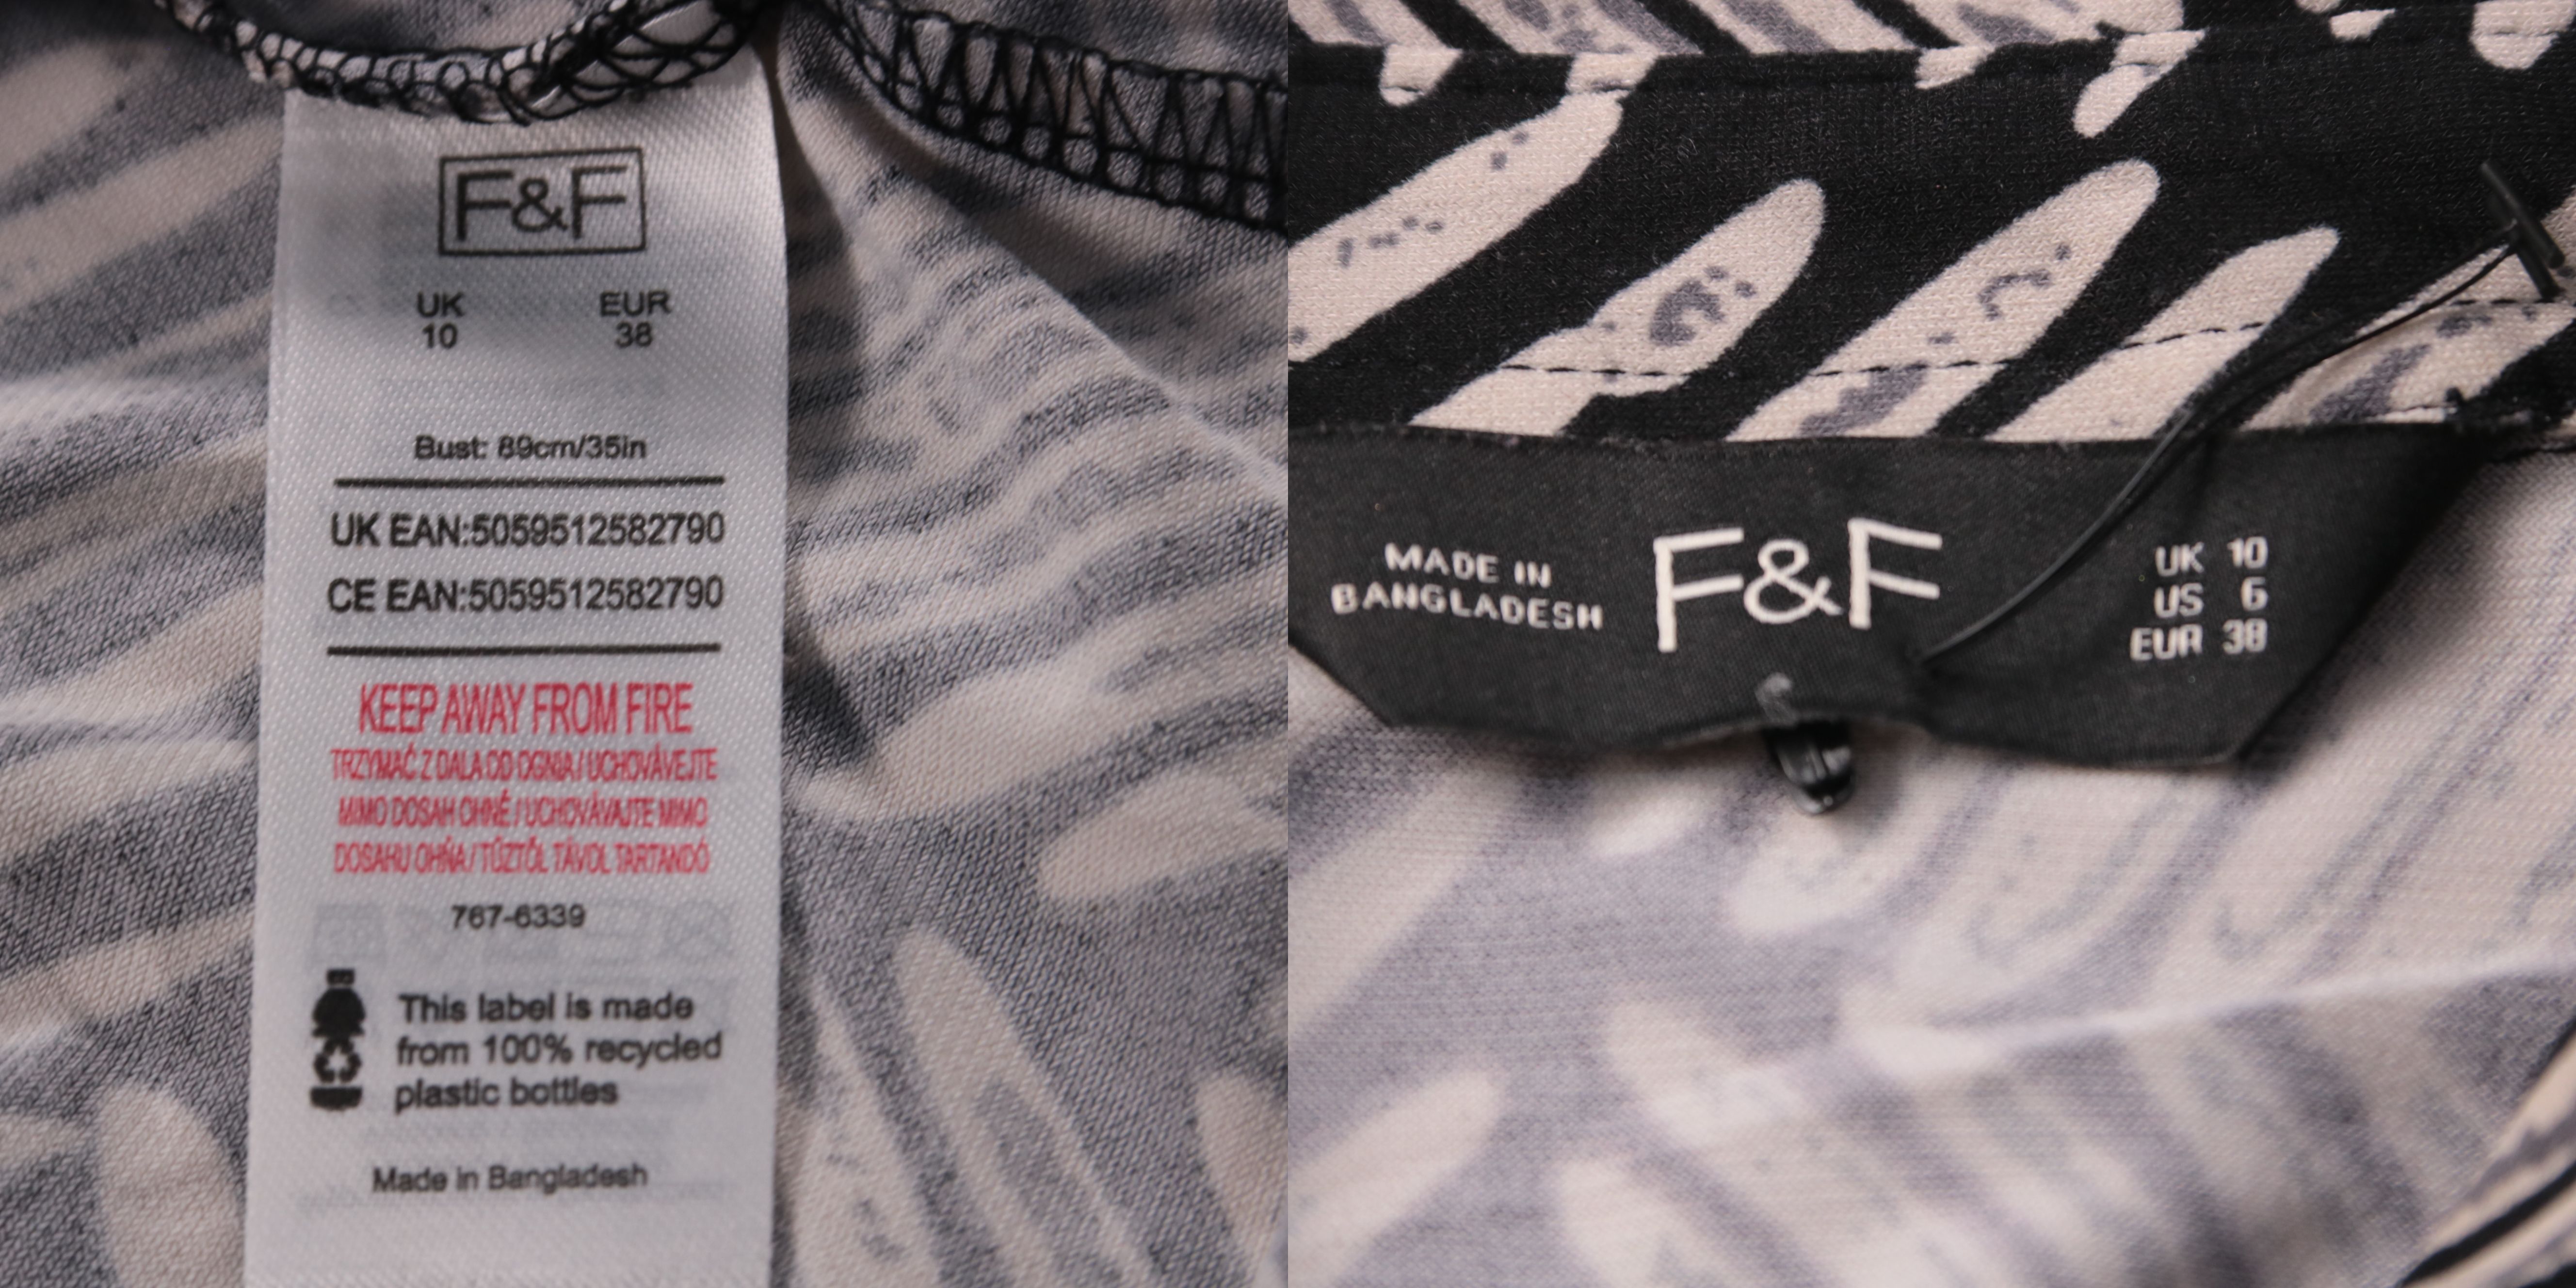 F&F
UK EUR
10 38
Bust: 89cm/35in
UK EAN:5059512582790
CE EAN:5059512582790
KEEP AWAY FROM FIRE
TRZYMAĆ Z DALA OD OGNIA / UCHOVÁVEJTE
MIMO DOSAH OHNĚ / UCHOVÁVAJTE MIMO
DOSAHU OHŇA / TŰZTŐL TÁVOL TARTANDÓ
767-6339
This label is made
from 100% recycled
plastic bottles
Made in Bangladesh
MADE IN
BANGLADESH
F&F
UK 10
US 6
EUR 38